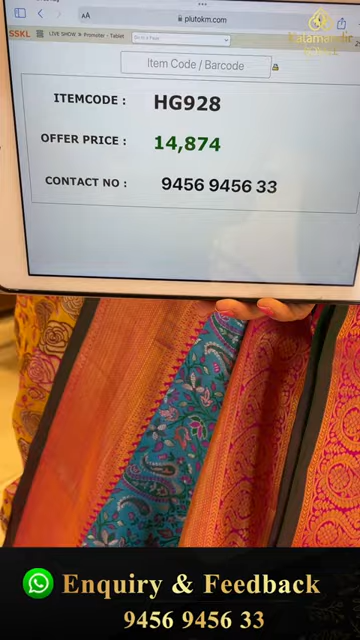 AA
plutokm.com
SSKL
LIVE SHOW » Promoter - Tablet
Item Code / Barcode
ITEMCODE : HG928
OFFER PRICE : 14,874
CONTACT NO : 9456 9456 33
Enquiry & Feedback
9456 9456 33